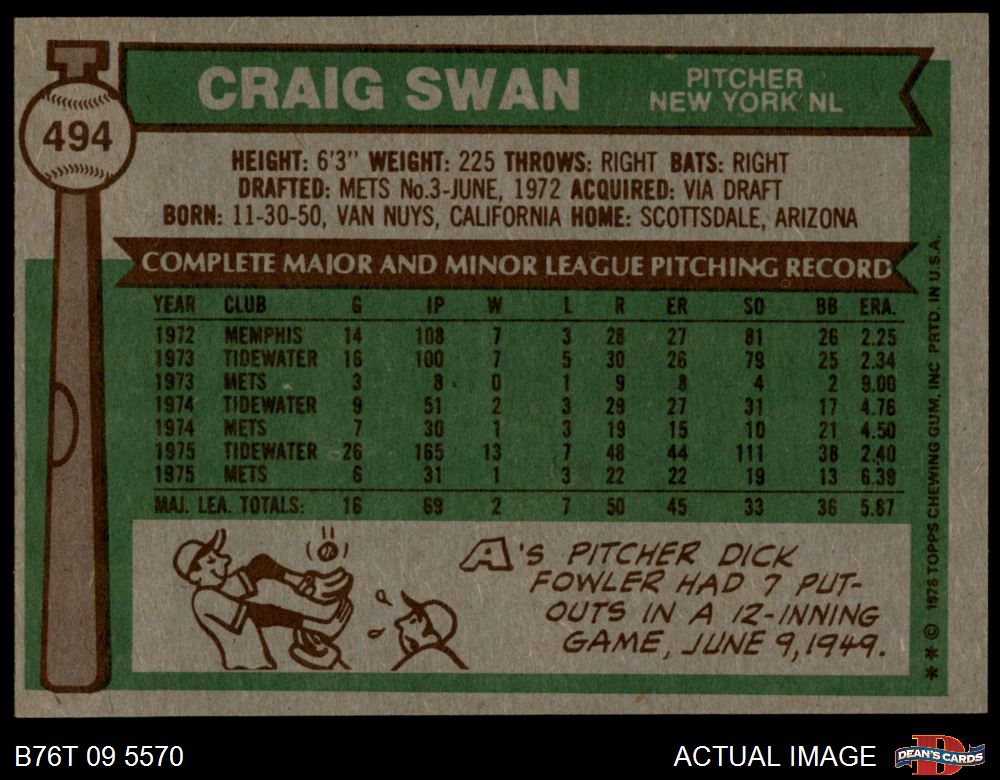 494
CRAIG SWAN PITCHER
NEW YORK NL
HEIGHT: 6'3" WEIGHT: 225 THROWS: RIGHT BATS: RIGHT
DRAFTED: METS No.3-JUNE, 1972 ACQUIRED: VIA DRAFT
BORN: 11-30-50, VAN NUYS, CALIFORNIA HOME: SCOTTSDALE, ARIZONA
COMPLETE MAJOR AND MINOR LEAGUE PITCHING RECORD
YEAR CLUB G IP W L R ER SO BB ERA.
1972 MEMPHIS 14 108 7 3 28 27 81 26 2.25
1973 TIDEWATER 16 100 7 5 30 26 79 25 2.34
1973 METS 3 8 0 1 9 8 4 2 9.00
1974 TIDEWATER 9 51 2 3 29 27 31 17 4.76
1974 METS 7 30 1 3 19 15 10 21 4.50
1975 TIDEWATER 26 165 13 7 48 44 111 38 2.40
1975 METS 6 31 1 3 22 22 19 13 6.39
MAJ. LEA. TOTALS: 16 69 2 7 50 45 33 36 5.87
A'S PITCHER DICK
FOWLER HAD 7 PUT-
OUTS IN A 12-INNING
GAME, JUNE 9, 1949.
** © 1976 TOPPS CHEWING GUM, INC PRTD. IN U.S.A.
B76T 09 5570
ACTUAL IMAGE
DEAN'S CARDS